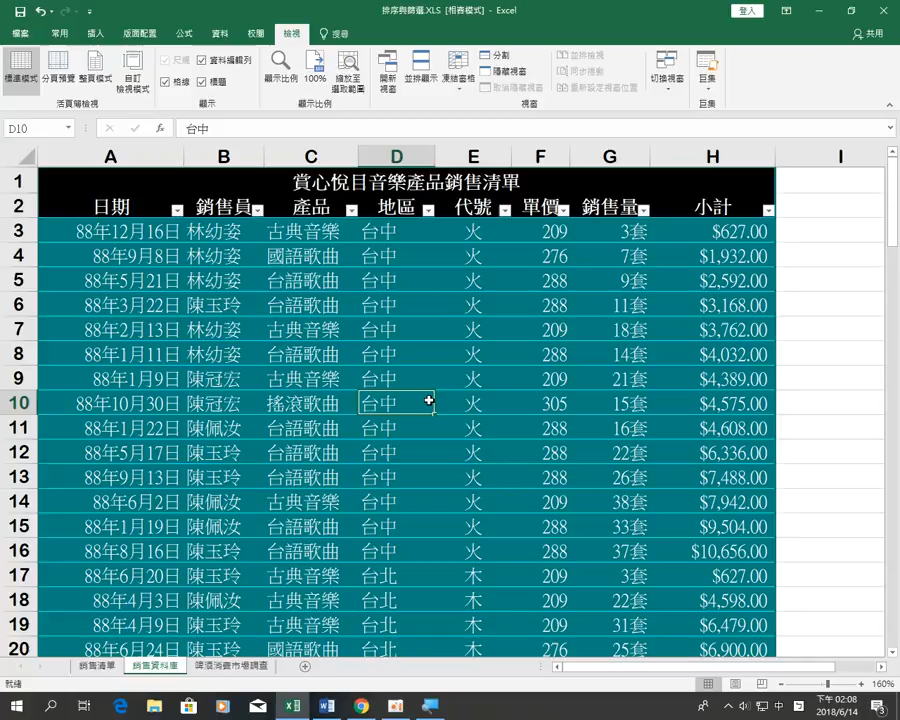 排序與篩選.XLS [相容模式] - Excel
登入
檔案 常用 插入 版面配置 公式 資料 校閱 檢視 搜尋 共用
標準模式 分頁預覽 整頁模式 自訂檢視模式 尺規 資料編輯列 格線 標題 顯示比例 100% 縮放至選取範圍 開新視窗 並排顯示 凍結窗格 分割 隱藏視窗 取消隱藏視窗 並排檢視 同步捲動 重新設定視窗位置 切換視窗 巨集
活頁簿檢視 顯示 顯示比例 視窗 巨集
D10 fx 台中
A B C D E F G H I
1 賞心悅目音樂產品銷售清單
2 日期 銷售員 產品 地區 代號 單價 銷售量 小計
3 88年12月16日 林幼姿 古典音樂 台中 火 209 3套 $627.00
4 88年9月8日 林幼姿 國語歌曲 台中 火 276 7套 $1,932.00
5 88年5月21日 林幼姿 台語歌曲 台中 火 288 9套 $2,592.00
6 88年3月22日 陳玉玲 台語歌曲 台中 火 288 11套 $3,168.00
7 88年2月13日 林幼姿 古典音樂 台中 火 209 18套 $3,762.00
8 88年1月11日 林幼姿 台語歌曲 台中 火 288 14套 $4,032.00
9 88年1月9日 陳冠宏 古典音樂 台中 火 209 21套 $4,389.00
10 88年10月30日 陳冠宏 搖滾歌曲 台中 火 305 15套 $4,575.00
11 88年1月22日 陳佩汝 台語歌曲 台中 火 288 16套 $4,608.00
12 88年5月17日 陳玉玲 台語歌曲 台中 火 288 22套 $6,336.00
13 88年9月13日 陳玉玲 台語歌曲 台中 火 288 26套 $7,488.00
14 88年6月2日 陳佩汝 古典音樂 台中 火 209 38套 $7,942.00
15 88年1月19日 陳佩汝 台語歌曲 台中 火 288 33套 $9,504.00
16 88年8月16日 陳玉玲 台語歌曲 台中 火 288 37套 $10,656.00
17 88年6月20日 陳玉玲 古典音樂 台北 木 209 3套 $627.00
18 88年4月3日 陳佩汝 古典音樂 台北 木 209 22套 $4,598.00
19 88年4月9日 陳玉玲 古典音樂 台北 木 209 31套 $6,479.00
20 88年6月24日 陳玉玲 國語歌曲 台北 木 276 25套 $6,900.00
銷售清單 銷售資料庫 啤酒消費市場調查
就緒 160%
中 下午 02:08
2018/6/14 3